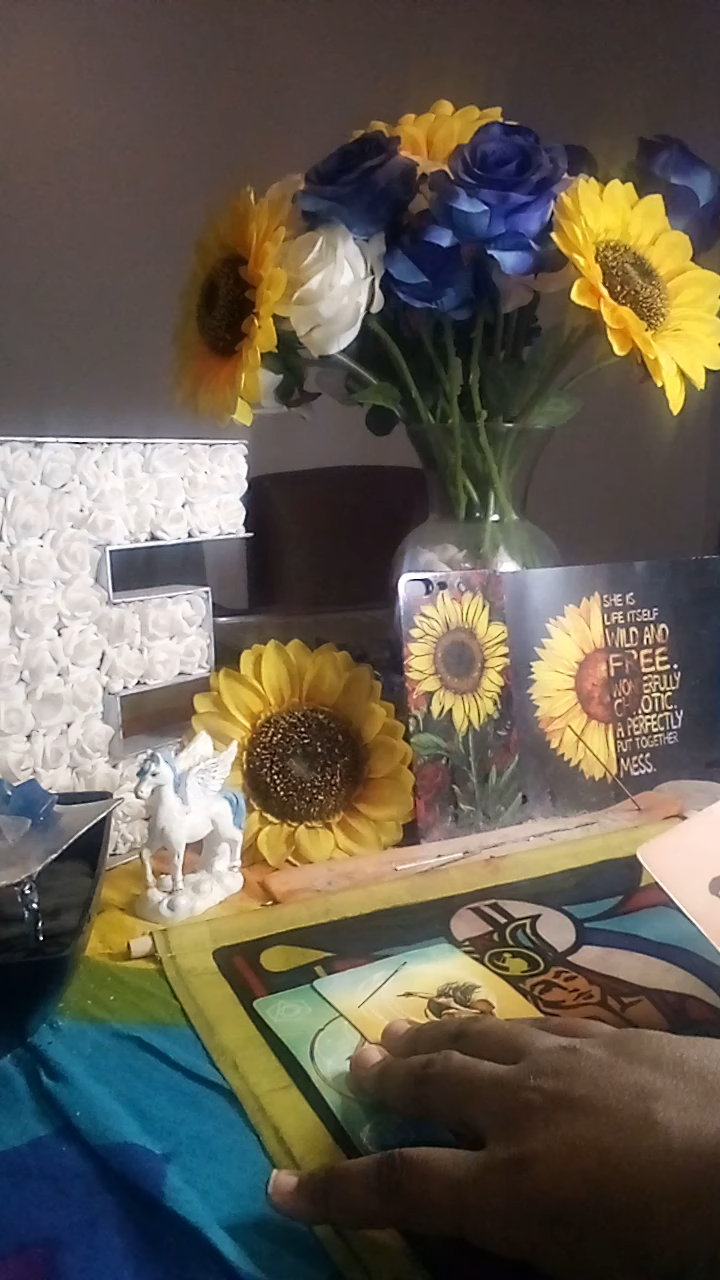 E
SHE IS
LIFE ITSELF
WILD AND
FREE.
WONDERFULLY
CHAOTIC.
A PERFECTLY
PUT TOGETHER
MESS.